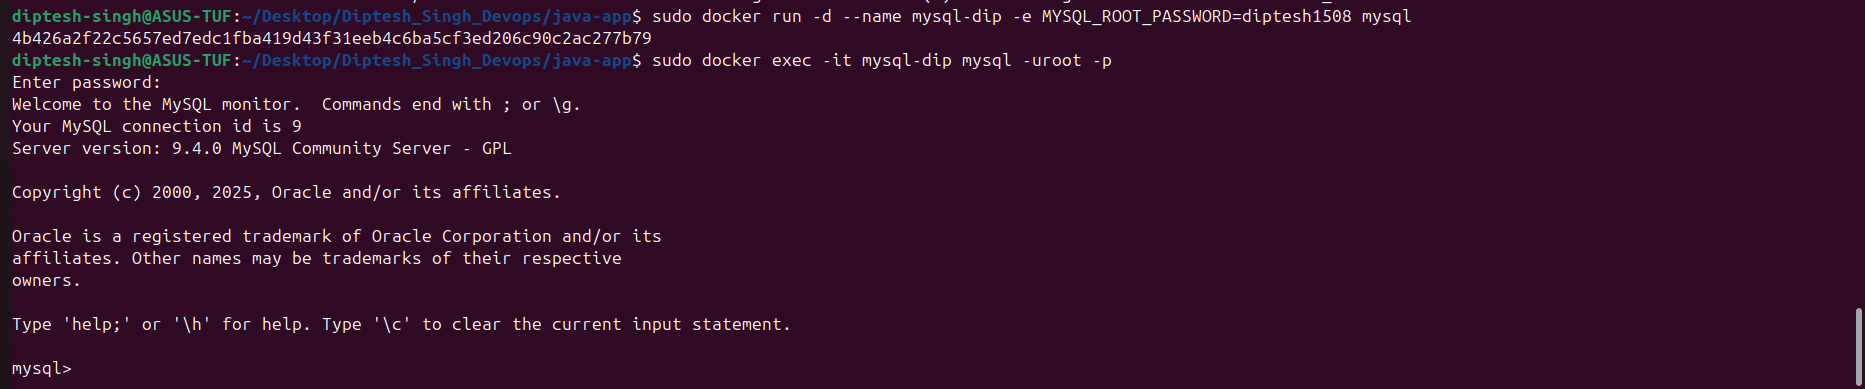 diptesh-singh@ASUS-TUF:~/Desktop/Diptesh_Singh_Devops/java-app$ sudo docker run -d --name mysql-dip -e MYSQL_ROOT_PASSWORD=diptesh1508 mysql
4b426a2f22c5657ed7edc1fba419d43f31eeb4c6ba5cf3ed206c90c2ac277b79
diptesh-singh@ASUS-TUF:~/Desktop/Diptesh_Singh_Devops/java-app$ sudo docker exec -it mysql-dip mysql -uroot -p
Enter password:
Welcome to the MySQL monitor.  Commands end with ; or \g.
Your MySQL connection id is 9
Server version: 9.4.0 MySQL Community Server - GPL

Copyright (c) 2000, 2025, Oracle and/or its affiliates.

Oracle is a registered trademark of Oracle Corporation and/or its
affiliates. Other names may be trademarks of their respective
owners.

Type 'help;' or '\h' for help. Type '\c' to clear the current input statement.

mysql>